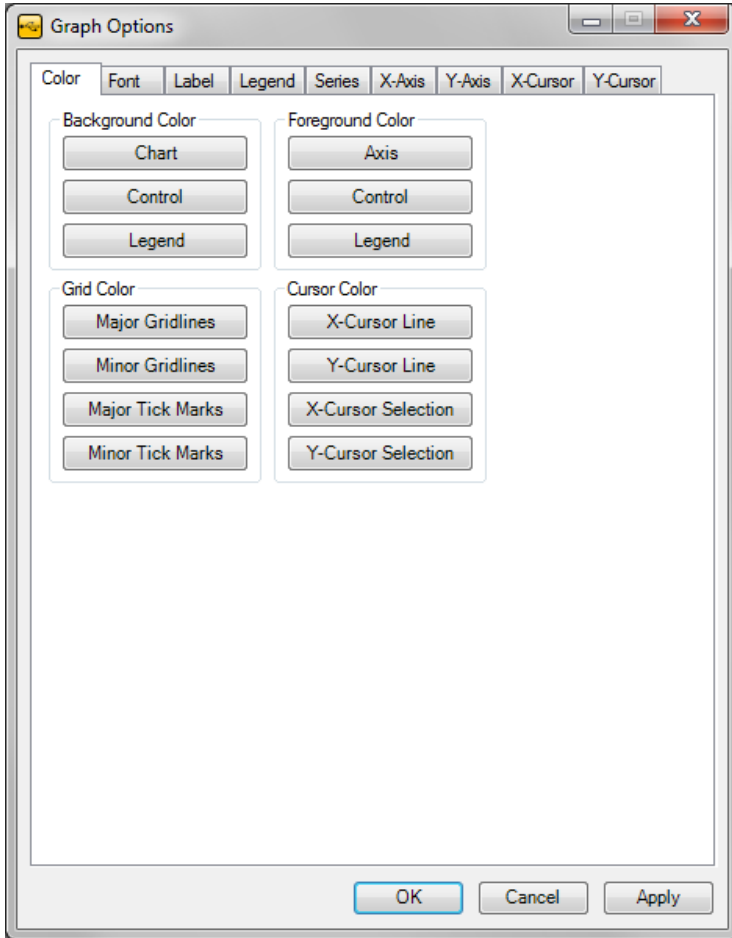 Graph Options
Color Font Label Legend Series X-Axis Y-Axis X-Cursor Y-Cursor
Background Color
Chart
Control
Legend
Foreground Color
Axis
Control
Legend
Grid Color
Major Gridlines
Minor Gridlines
Major Tick Marks
Minor Tick Marks
Cursor Color
X-Cursor Line
Y-Cursor Line
X-Cursor Selection
Y-Cursor Selection
OK Cancel Apply